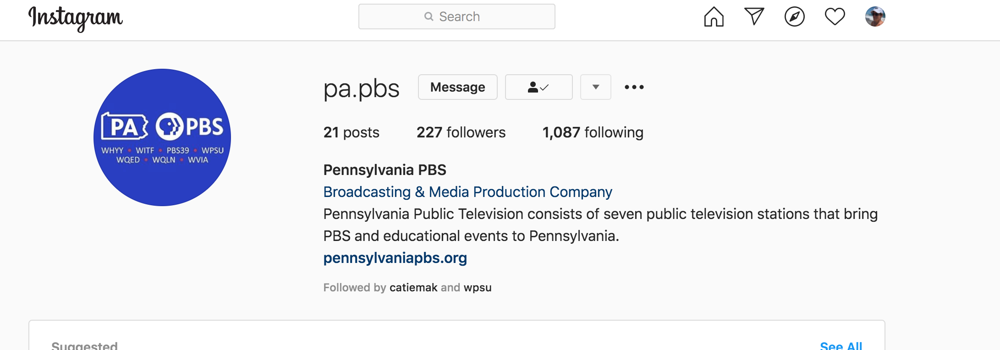 Instagram
Search
pa.pbs
Message
21 posts
227 followers
1,087 following
PA PBS
WHYY • WITF • PBS39 • WPSU
WQED • WQLN • WVIA
Pennsylvania PBS
Broadcasting & Media Production Company
Pennsylvania Public Television consists of seven public television stations that bring
PBS and educational events to Pennsylvania.
pennsylvaniapbs.org
Followed by catiemak and wpsu
Suggested
See All